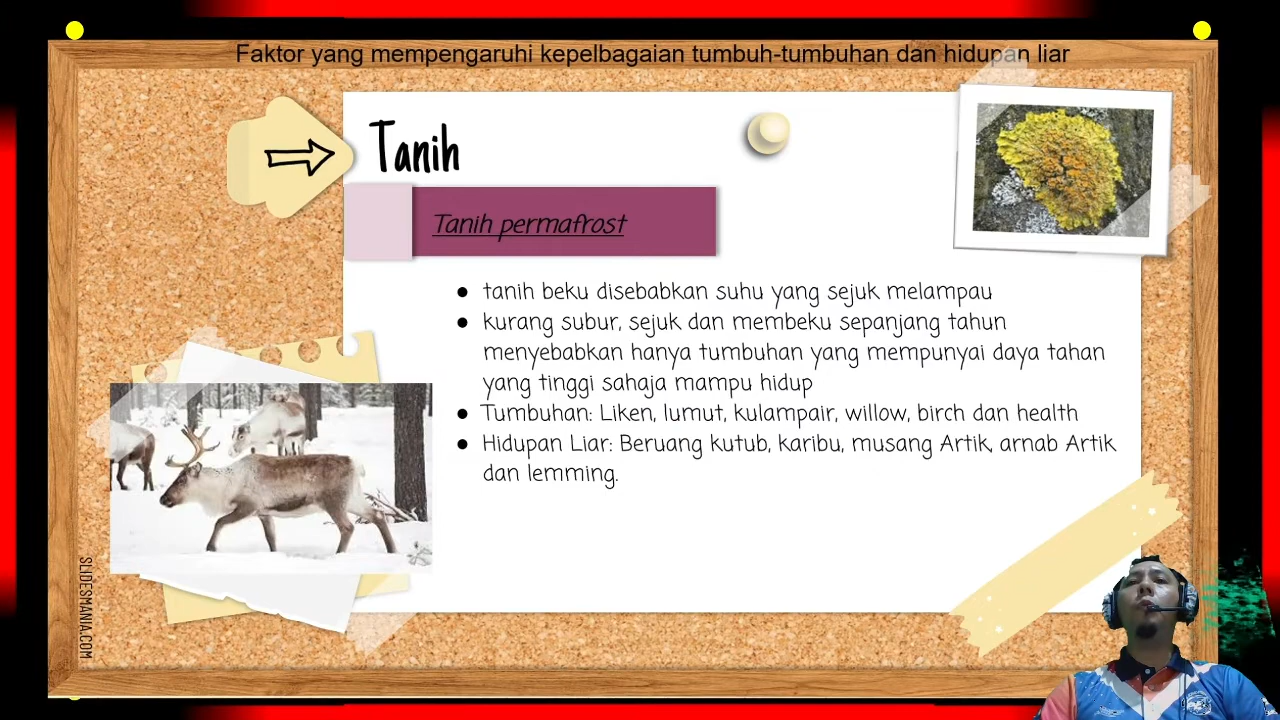 Faktor yang mempengaruhi kepelbagaian tumbuh-tumbuhan dan hidupan liar
Tanih
Tanih permafrost
● tanih beku disebabkan suhu yang sejuk melampau
● kurang subur, sejuk dan membeku sepanjang tahun
menyebabkan hanya tumbuhan yang mempunyai daya tahan
yang tinggi sahaja mampu hidup
● Tumbuhan: Liken, lumut, kulampair, willow, birch dan health
● Hidupan Liar: Beruang kutub, karibu, musang Artik, arnab Artik
dan lemming.
SLIDESMANIA.COM